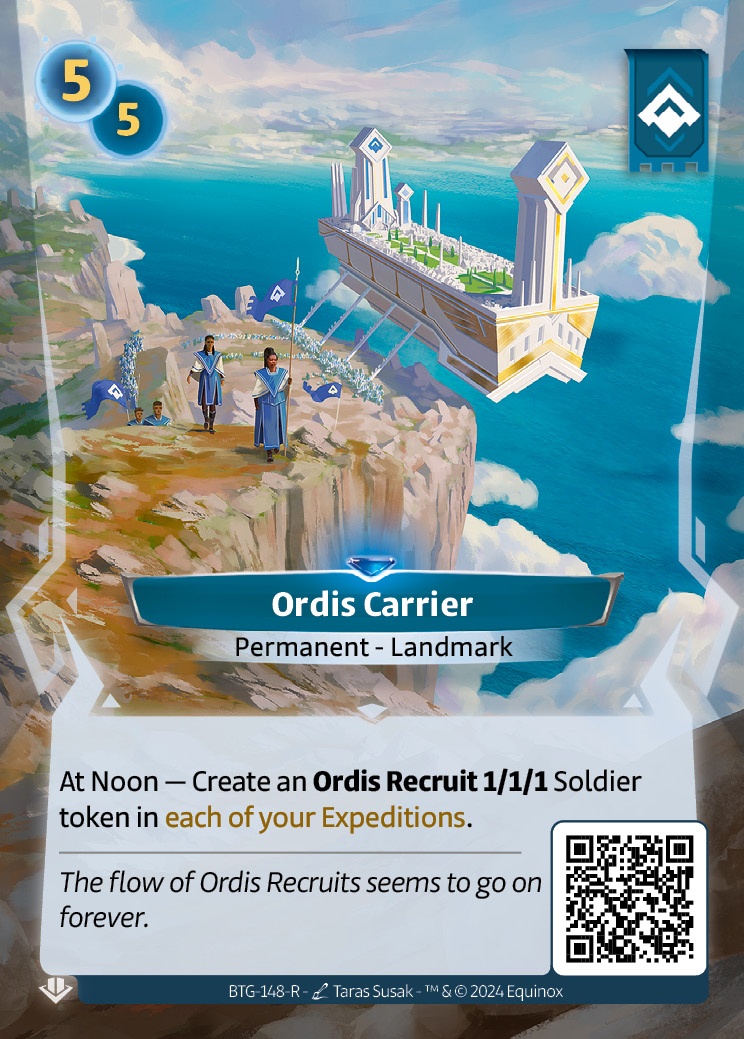 5
5
Ordis Carrier
Permanent - Landmark
At Noon — Create an Ordis Recruit 1/1/1 Soldier
token in each of your Expeditions.
The flow of Ordis Recruits seems to go on
forever.
BTG-148-R - Taras Susak - ™ & © 2024 Equinox